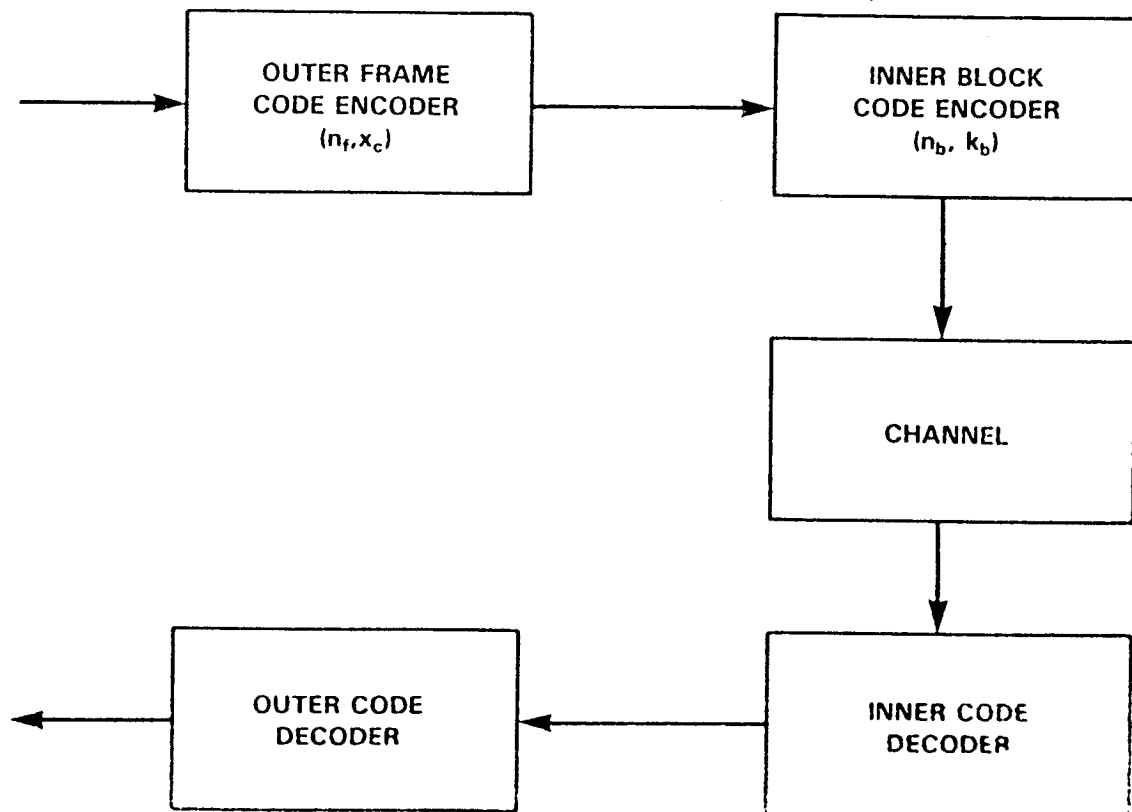 OUTER FRAME
CODE ENCODER
(n_f,x_c)
INNER BLOCK
CODE ENCODER
(n_b, k_b)
CHANNEL
OUTER CODE
DECODER
INNER CODE
DECODER